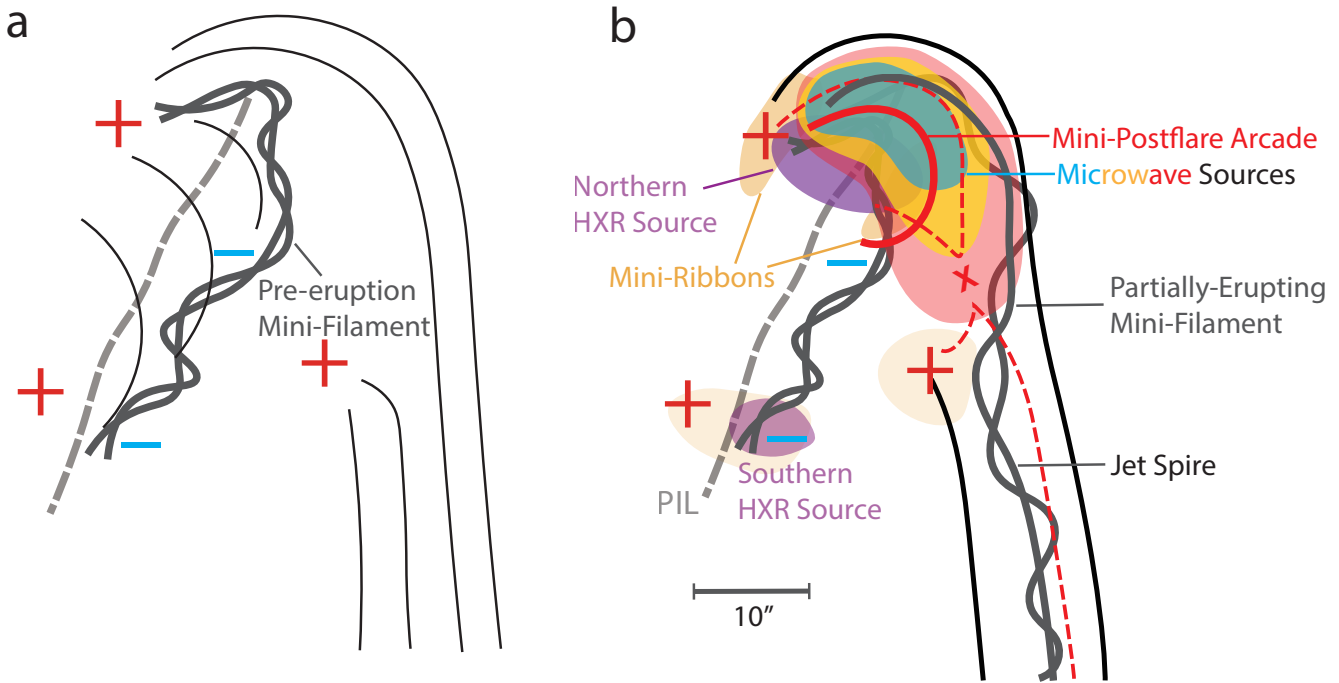 a
Pre-eruption
Mini-Filament
b
Mini-Postflare Arcade
Microwave Sources
Northern
HXR Source
Mini-Ribbons
Partially-Erupting
Mini-Filament
Jet Spire
PIL
Southern
HXR Source
10”